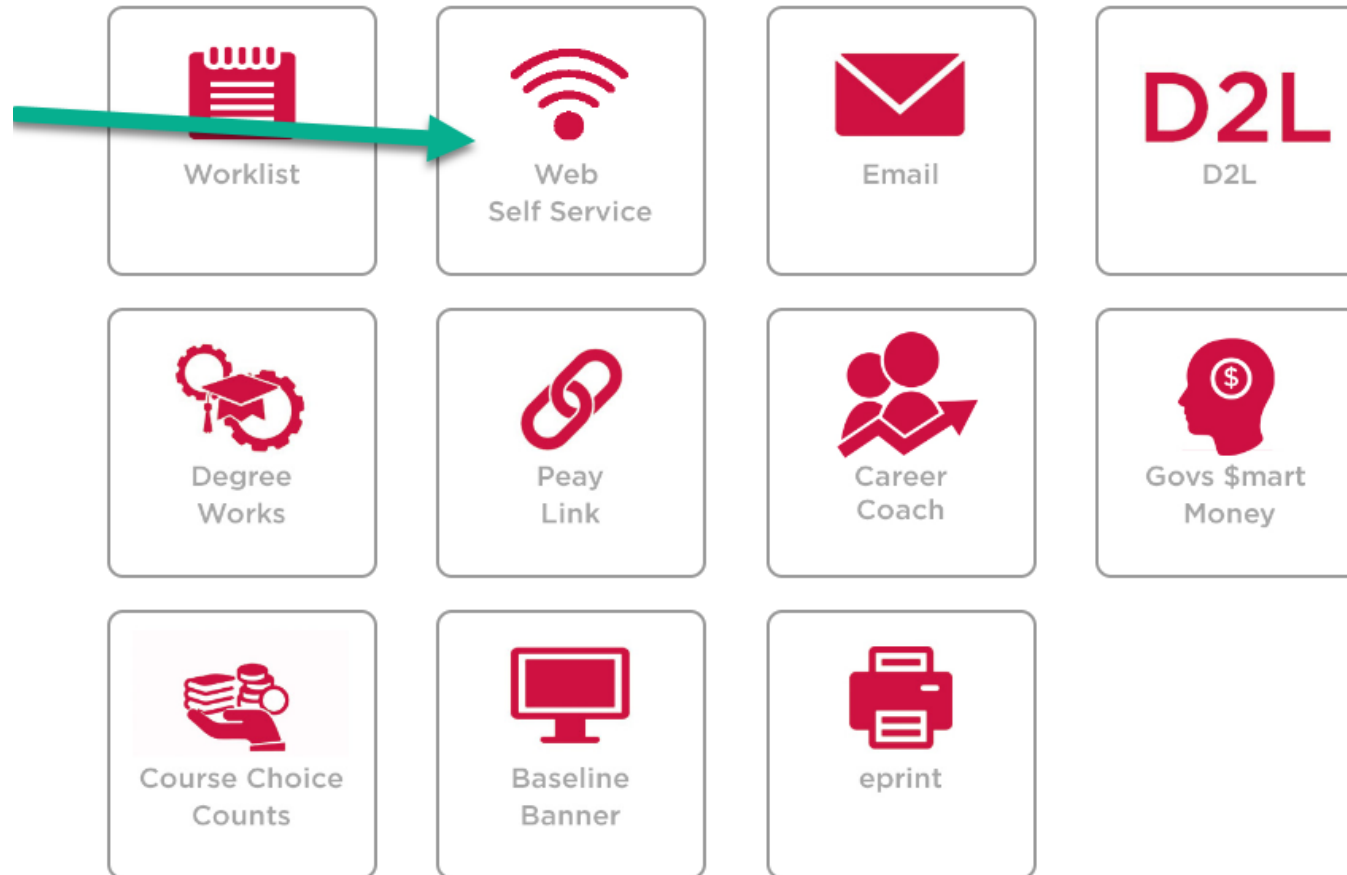 Worklist
Web
Self Service
Email
D2L
D2L
Degree
Works
Peay
Link
Career
Coach
$
Govs $mart
Money
Course Choice
Counts
Baseline
Banner
eprint